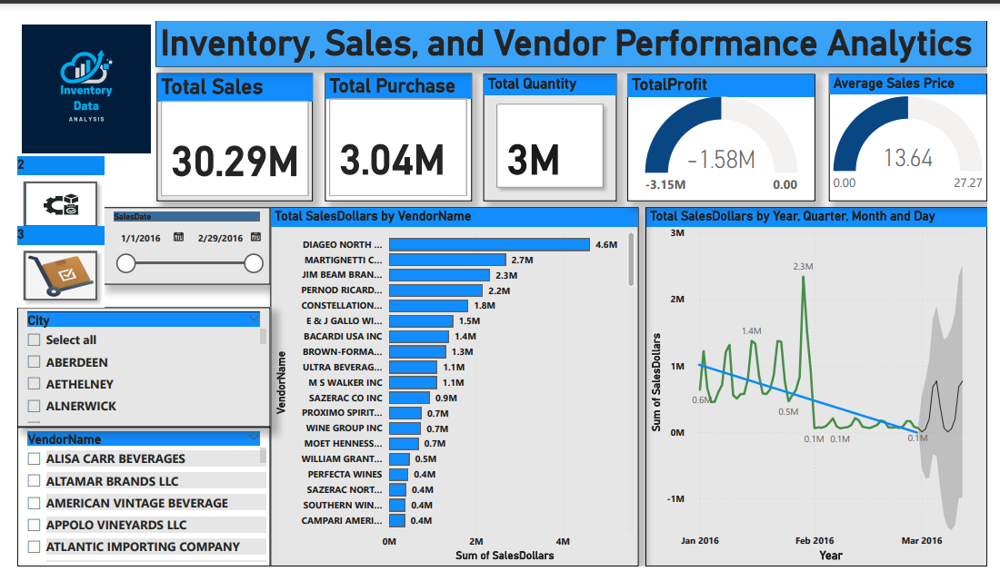 Inventory, Sales, and Vendor Performance Analytics
Inventory
Data
ANALYSIS
Total Sales
30.29M
Total Purchase
3.04M
Total Quantity
3M
TotalProfit
-1.58M
-3.15M
0.00
Average Sales Price
13.64
0.00
27.27
2
3
SalesDate
1/1/2016
2/29/2016
City
Select all
ABERDEEN
AETHELNEY
ALNERWICK
VendorName
ALISA CARR BEVERAGES
ALTAMAR BRANDS LLC
AMERICAN VINTAGE BEVERAGE
APPOLO VINEYARDS LLC
ATLANTIC IMPORTING COMPANY
Total SalesDollars by VendorName
VendorName
DIAGEO NORTH ... 4.6M
MARTIGNETTI C... 2.7M
JIM BEAM BRAN... 2.3M
PERNOD RICARD... 2.2M
CONSTELLATION... 1.8M
E & J GALLO WI... 1.5M
BACARDI USA INC 1.4M
BROWN-FORMA... 1.3M
ULTRA BEVERAG... 1.1M
M S WALKER INC 1.1M
SAZERAC CO INC 0.9M
PROXIMO SPIRIT... 0.7M
WINE GROUP INC 0.7M
MOET HENNESS... 0.7M
WILLIAM GRANT... 0.5M
PERFECTA WINES 0.4M
SAZERAC NORT... 0.4M
SOUTHERN WIN... 0.4M
CAMPARI AMERI... 0.4M
0M 2M 4M
Sum of SalesDollars
Total SalesDollars by Year, Quarter, Month and Day
Sum of SalesDollars
3M
2M
1M
0M
-1M
2.3M
1.4M
0.6M
0.5M
0.1M 0.1M 0.1M
Jan 2016 Feb 2016 Mar 2016
Year